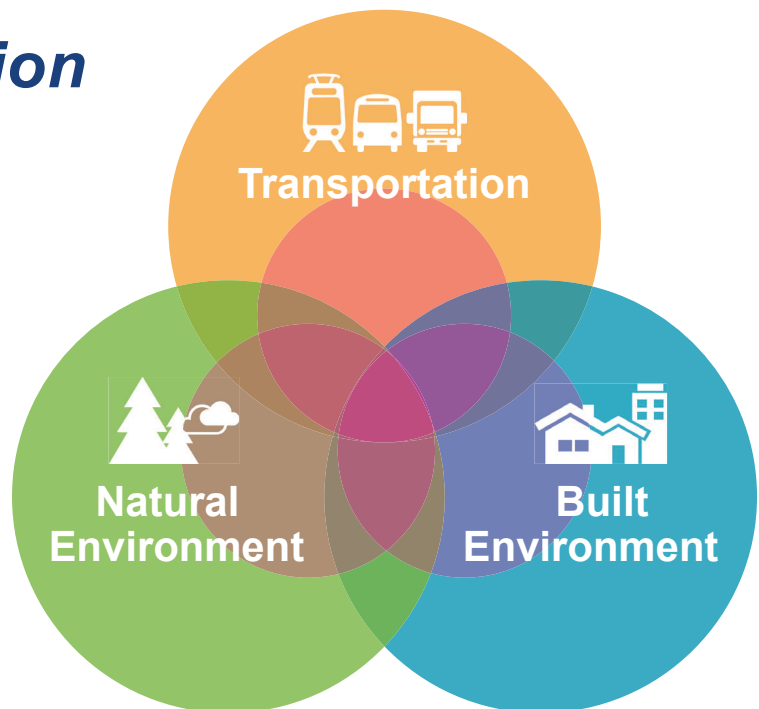 ion
Transportation
Natural
Environment
Built
Environment